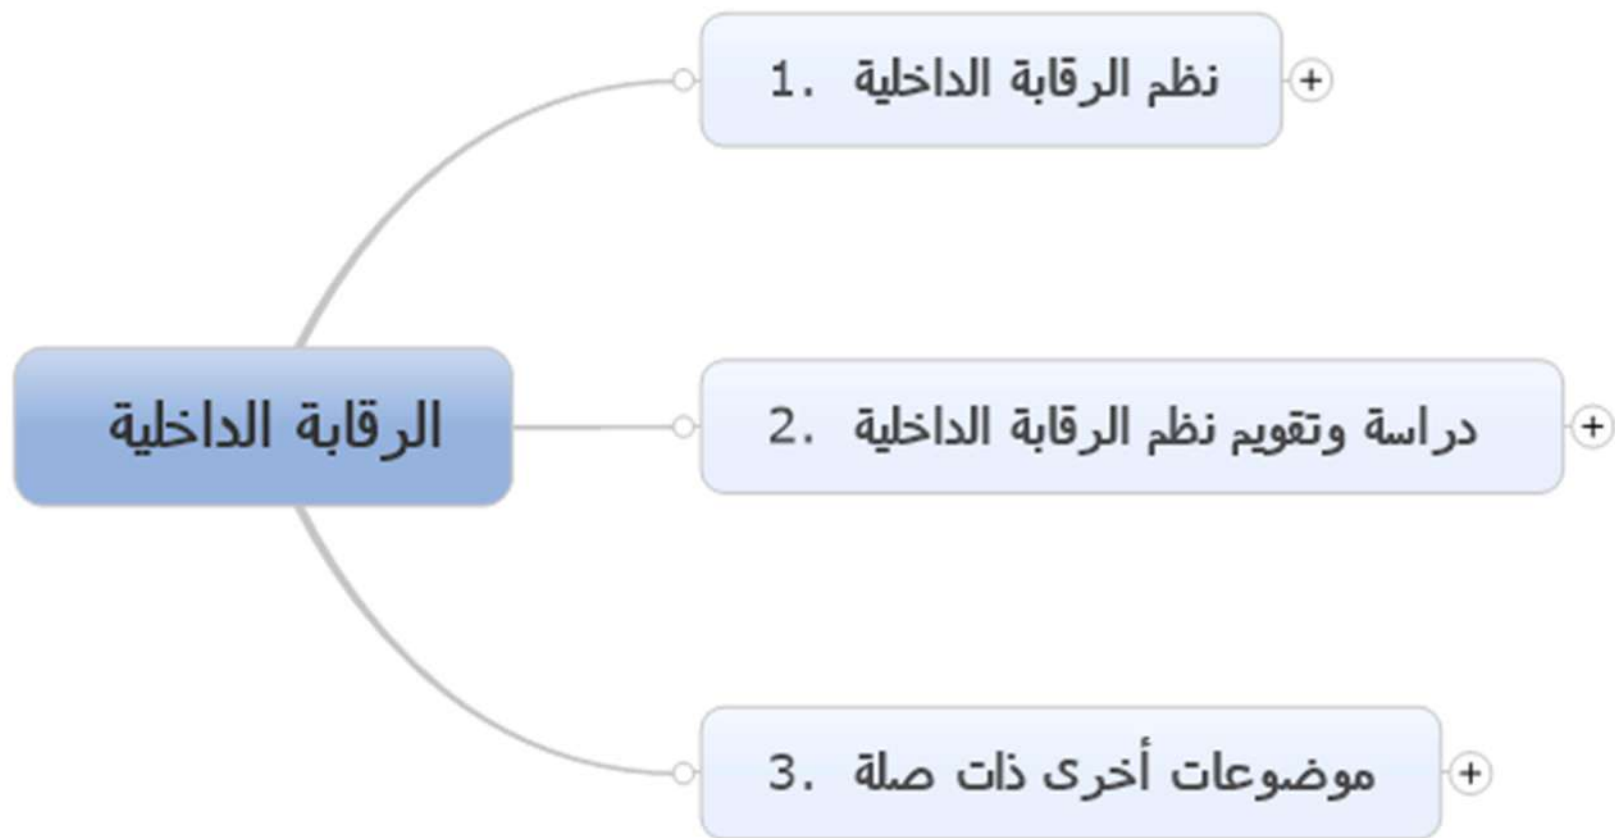 الرقابة الداخلية
1. نظم الرقابة الداخلية
2. دراسة وتقويم نظم الرقابة الداخلية
3. موضوعات أخرى ذات صلة